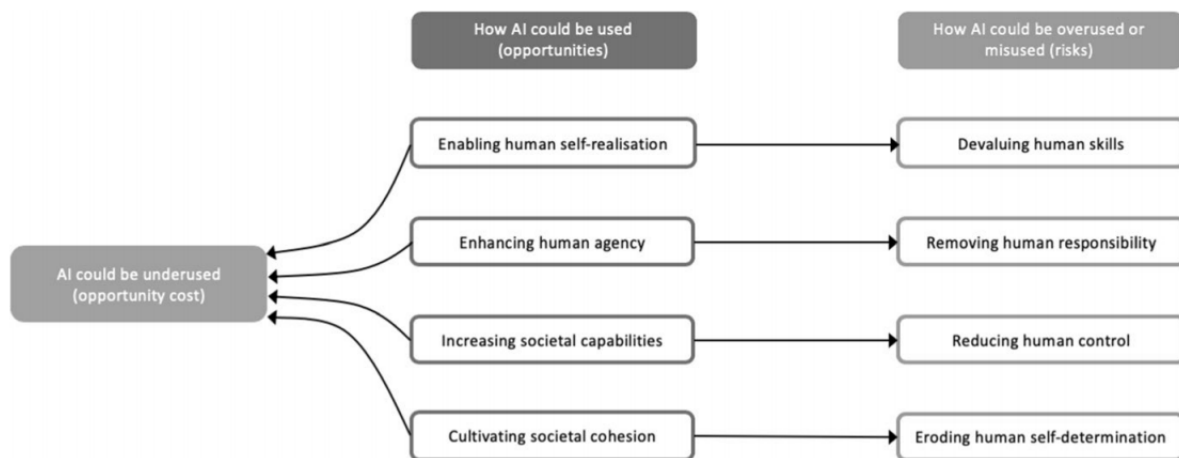 How AI could be used
(opportunities)
How AI could be overused or
misused (risks)
Enabling human self-realisation
Devaluing human skills
Enhancing human agency
Removing human responsibility
AI could be underused
(opportunity cost)
Increasing societal capabilities
Reducing human control
Cultivating societal cohesion
Eroding human self-determination